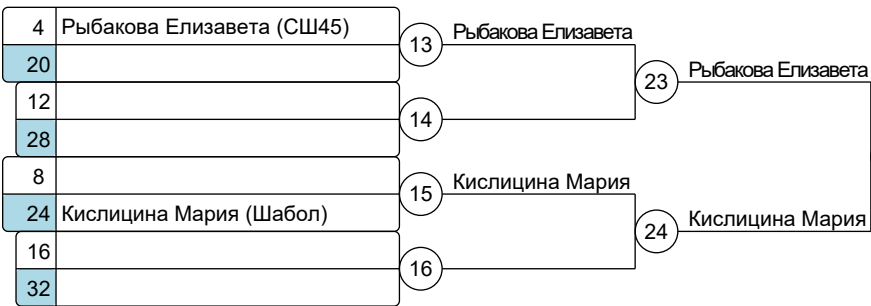 4 Рыбакова Елизавета (СШ45)
13 Рыбакова Елизавета
20
23 Рыбакова Елизавета
12
14
28
8
15 Кислицина Мария
24 Кислицина Мария (Шабол)
24 Кислицина Мария
16
16
32